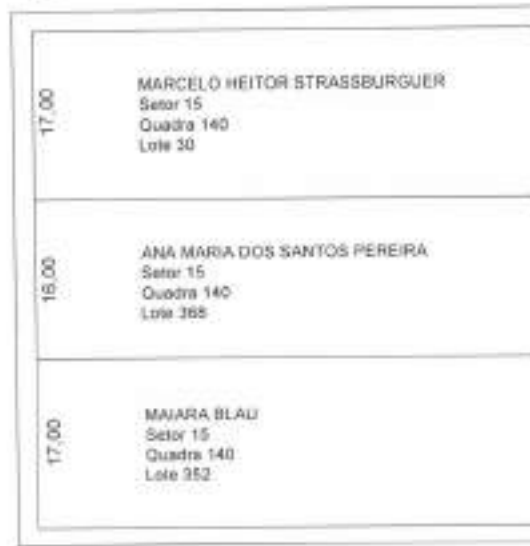 17,00
MARCELO HEITOR STRASSBURGUER
Setor 15
Quadra 140
Lote 30
16,00
ANA MARIA DOS SANTOS PEREIRA
Setor 15
Quadra 140
Lote 368
17,00
MAIARA BLAU
Setor 15
Quadra 140
Lote 352